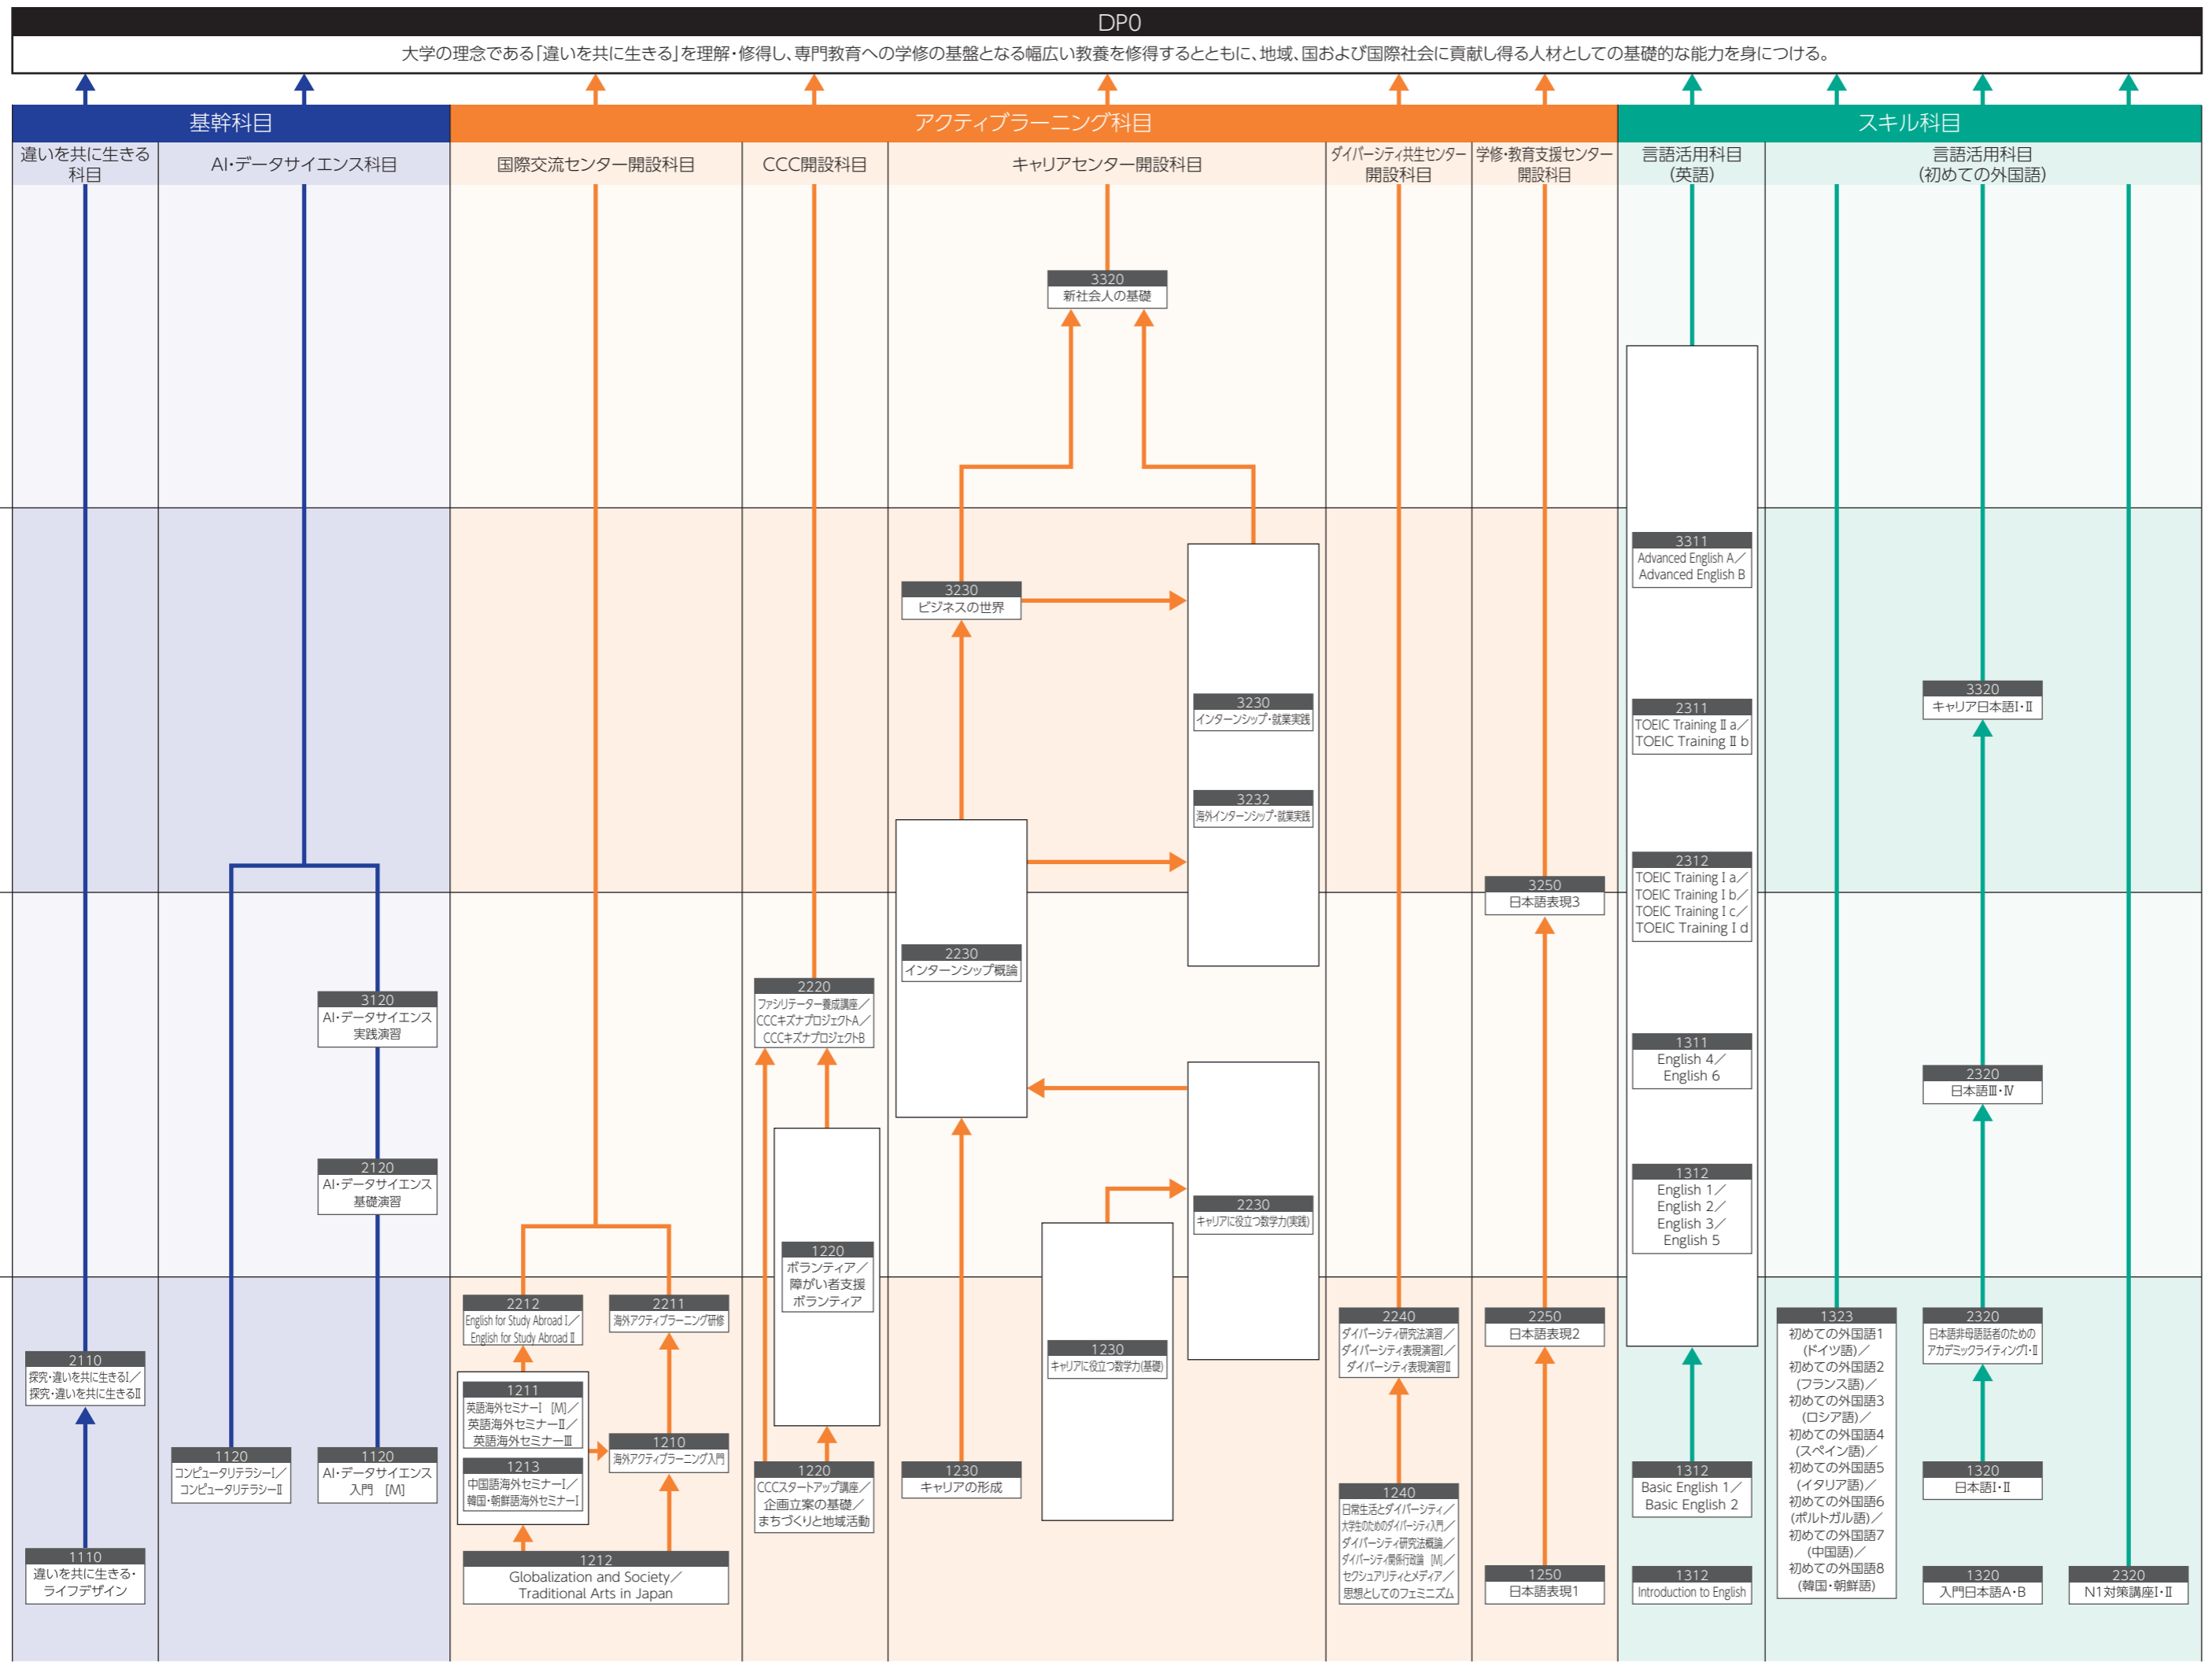 DP0
大学の理念である「違いを共に生きる」を理解・修得し、専門教育への学修の基盤となる幅広い教養を修得するとともに、地域、国および国際社会に貢献し得る人材としての基礎的な能力を身につける。
基幹科目
アクティブラーニング科目
スキル科目
違いを共に生きる
科目
AI・データサイエンス科目
国際交流センター開設科目
CCC開設科目
キャリアセンター開設科目
ダイバーシティ共生センター
開設科目
学修・教育支援センター
開設科目
言語活用科目
(英語)
言語活用科目
(初めての外国語)
2110
探究・違いを共に生きるI／
探究・違いを共に生きるII
1110
違いを共に生きる・
ライフデザイン
3120
AI・データサイエンス
実践演習
2120
AI・データサイエンス
基礎演習
1120
コンピュータリテラシーI／
コンピュータリテラシーII
1120
AI・データサイエンス
入門 [M]
2212
English for Study Abroad I／
English for Study Abroad II
2211
海外アクティブラーニング研修
1211
英語海外セミナーI [M]／
英語海外セミナーII／
英語海外セミナーIII
1213
中国語海外セミナーI／
韓国・朝鮮語海外セミナーI
1210
海外アクティブラーニング入門
1212
Globalization and Society／
Traditional Arts in Japan
2220
ファシリテーター養成講座／
CCCキズナプロジェクトA／
CCCキズナプロジェクトB
1220
ボランティア／
障がい者支援
ボランティア
1220
CCCスタートアップ講座／
企画立案の基礎／
まちづくりと地域活動
3320
新社会人の基礎
3230
ビジネスの世界
3230
インターンシップ・就業実践
3232
海外インターンシップ・就業実践
2230
インターンシップ概論
2230
キャリアに役立つ数学力(実践)
1230
キャリアに役立つ数学力(基礎)
1230
キャリアの形成
2240
ダイバーシティ研究法演習／
ダイバーシティ表現演習I／
ダイバーシティ表現演習II
1240
日常生活とダイバーシティ／
大学生のためのダイバーシティ入門／
ダイバーシティ研究法概論／
ダイバーシティ関係行政論 [M]／
セクシュアリティとメディア／
思想としてのフェミニズム
3250
日本語表現3
2250
日本語表現2
1250
日本語表現1
3311
Advanced English A／
Advanced English B
2311
TOEIC Training II a／
TOEIC Training II b
2312
TOEIC Training I a／
TOEIC Training I b／
TOEIC Training I c／
TOEIC Training I d
1311
English 4／
English 6
1312
English 1／
English 2／
English 3／
English 5
1312
Basic English 1／
Basic English 2
1312
Introduction to English
1323
初めての外国語1
(ドイツ語)／
初めての外国語2
(フランス語)／
初めての外国語3
(ロシア語)／
初めての外国語4
(スペイン語)／
初めての外国語5
(イタリア語)／
初めての外国語6
(ポルトガル語)／
初めての外国語7
(中国語)／
初めての外国語8
(韓国・朝鮮語)
3320
キャリア日本語I・II
2320
日本語III・IV
2320
日本語非母語話者のための
アカデミックライティングI・II
1320
日本語I・II
1320
入門日本語A・B
2320
N1対策講座I・II